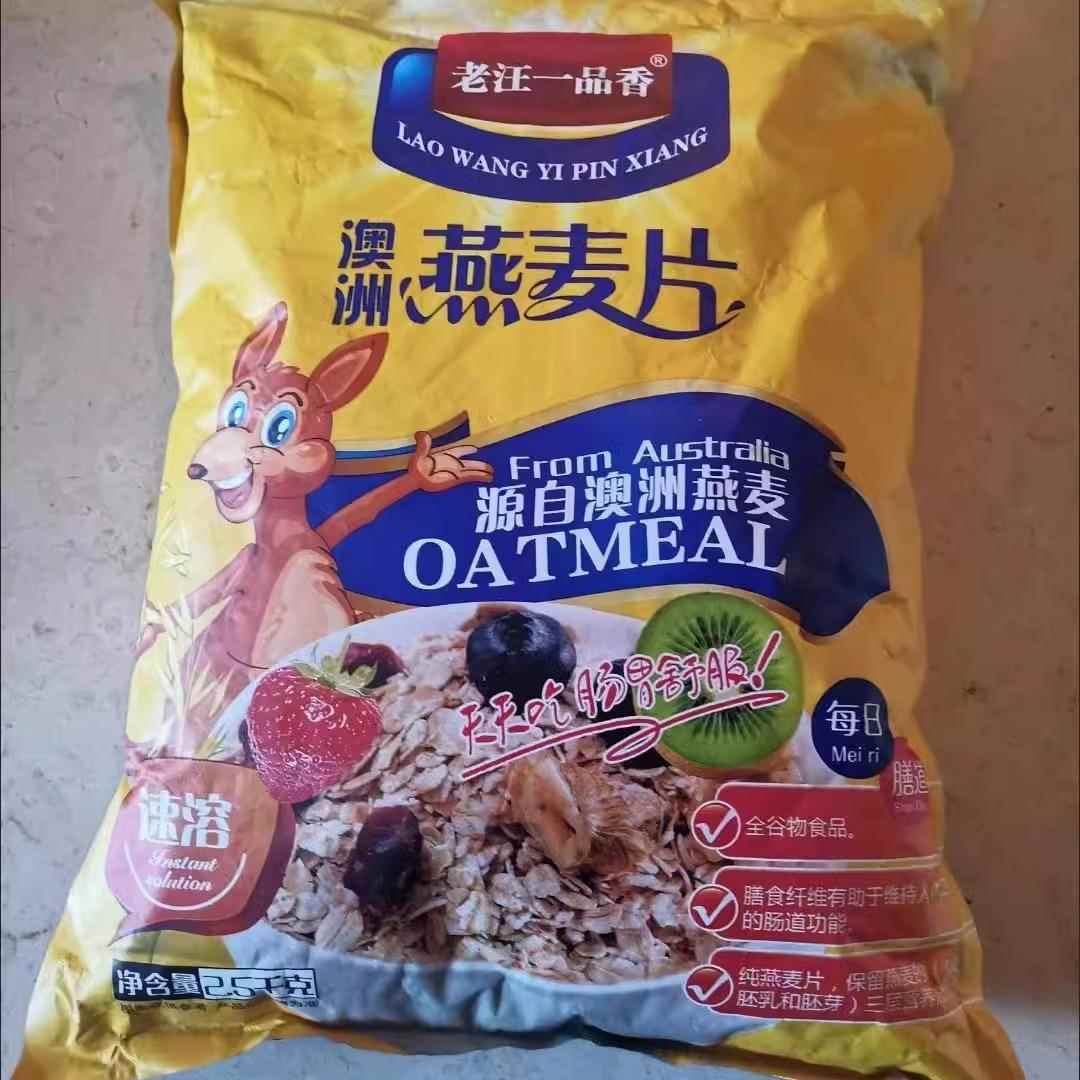 老汪一品香®
LAO WANG YI PIN XIANG
澳洲燕麦片
From Australia
源自澳洲燕麦
OATMEAL
天天吃肠胃舒服！
每日
Mei ri
膳道
速溶
Instant
solution
全谷物食品。
膳食纤维有助于维持人
的肠道功能。
纯燕麦片，保留燕麦
胚乳和胚芽）三层营养
净含量
克